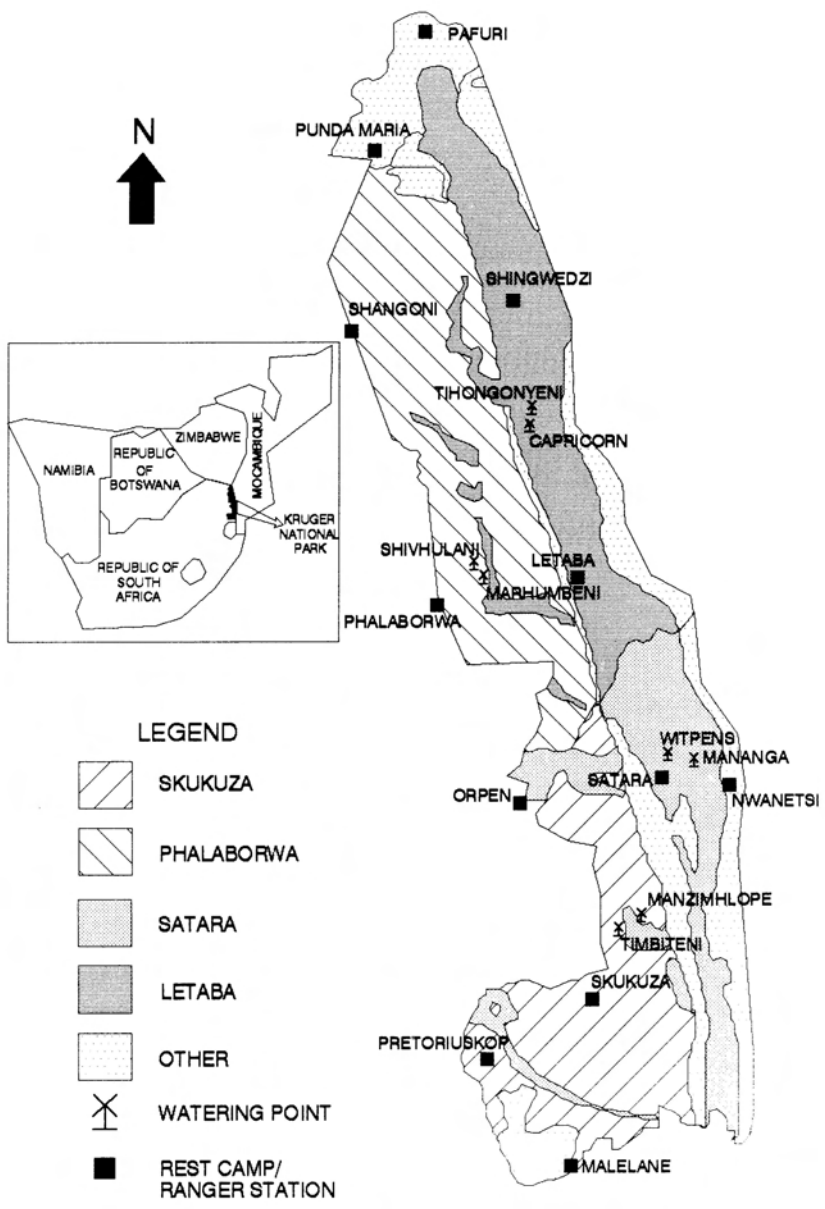 PAFURI
PUNDA MARIA
N
SHINGWEDZI
SHANGONI
TIHONGONYENI
CAPRICORN
ZIMBABWE
MOCAMBIQUE
NAMIBIA
REPUBLIC
OF
BOTSWANA
KRUGER
NATIONAL
PARK
REPUBLIC OF
SOUTH
AFRICA
SHIVHULANI
LETABA
MARHUMBENI
PHALABORWA
LEGEND
SKUKUZA
PHALABORWA
SATARA
LETABA
OTHER
WATERING POINT
REST CAMP/
RANGER STATION
WITPENS
MANANGA
SATARA
NWANETSI
ORPEN
MANZIMHLOPE
TIMBITENI
SKUKUZA
PRETORIUSKOP
MALELANE